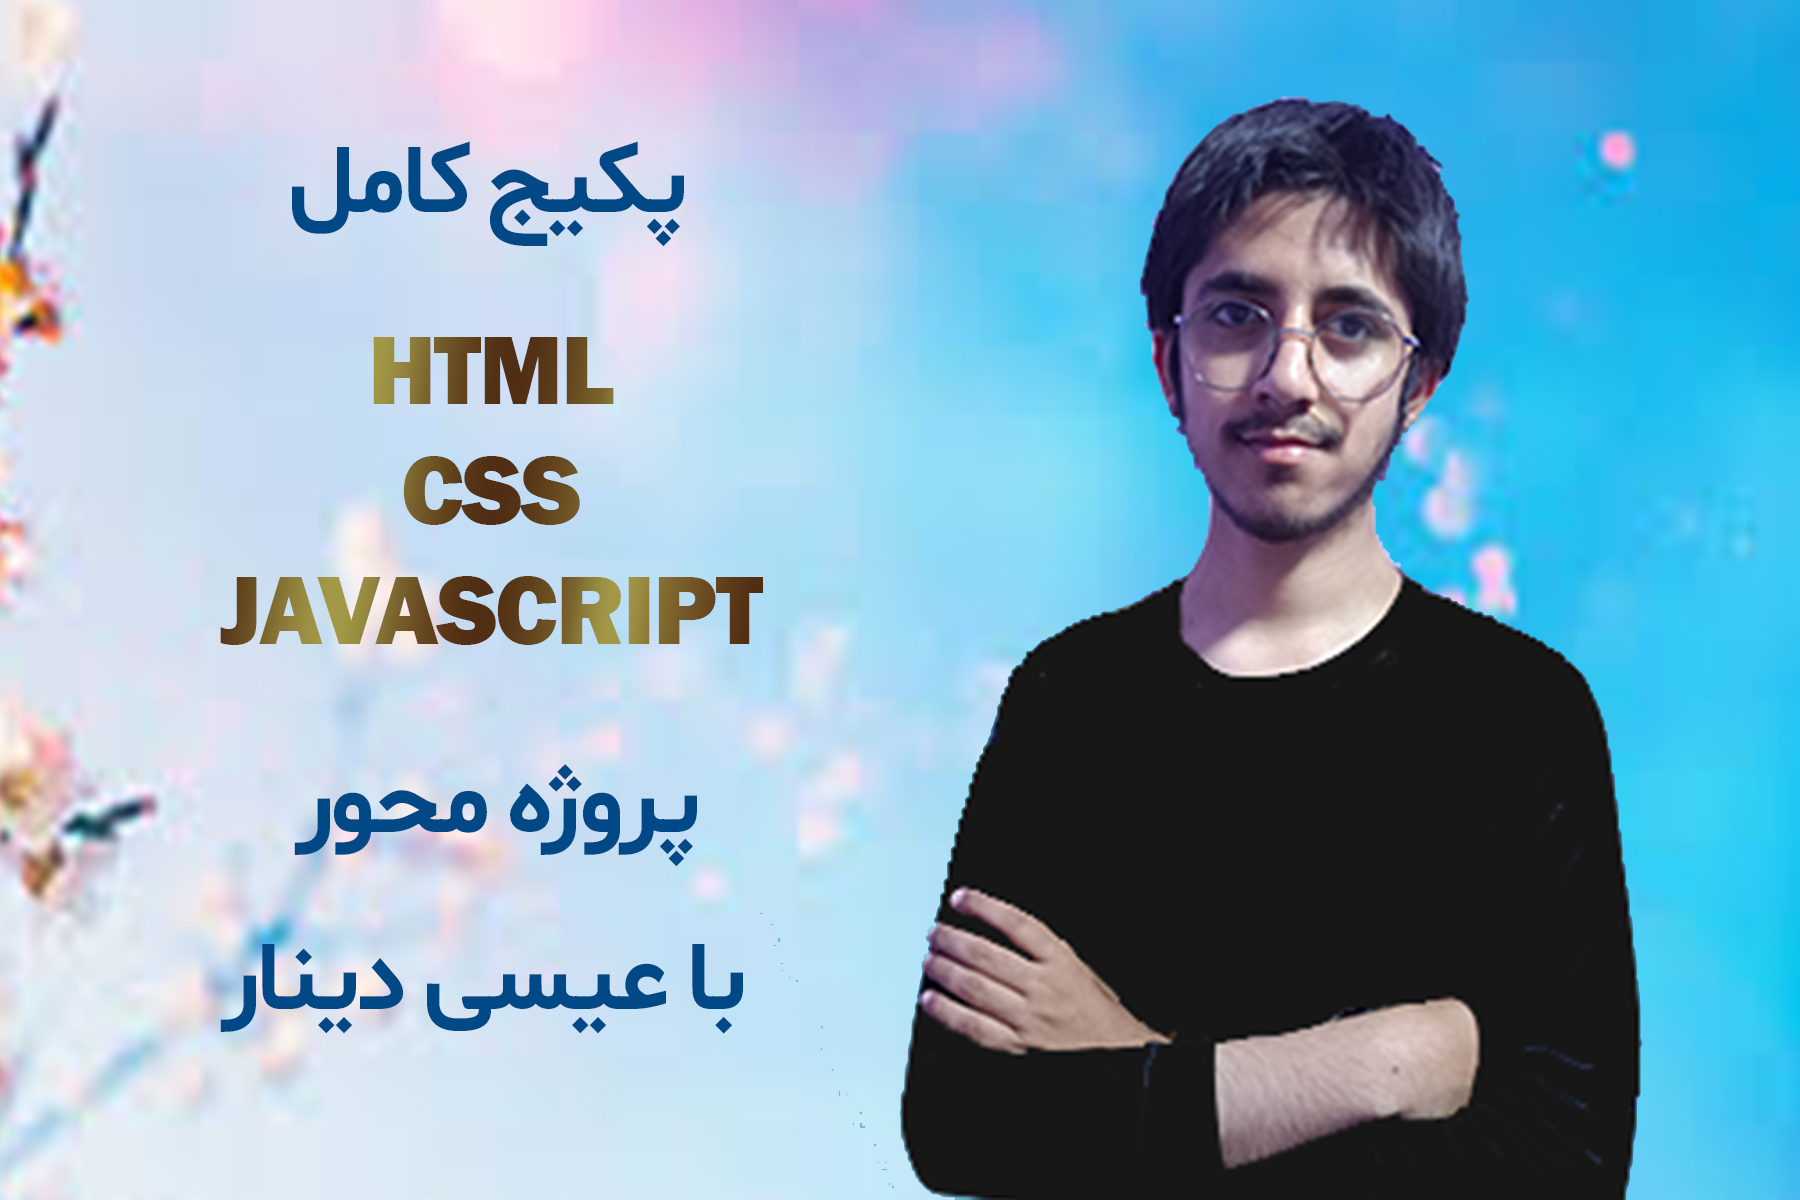 پکیج کامل
HTML
CSS
JAVASCRIPT
پروژه محور
با عیسی دینار